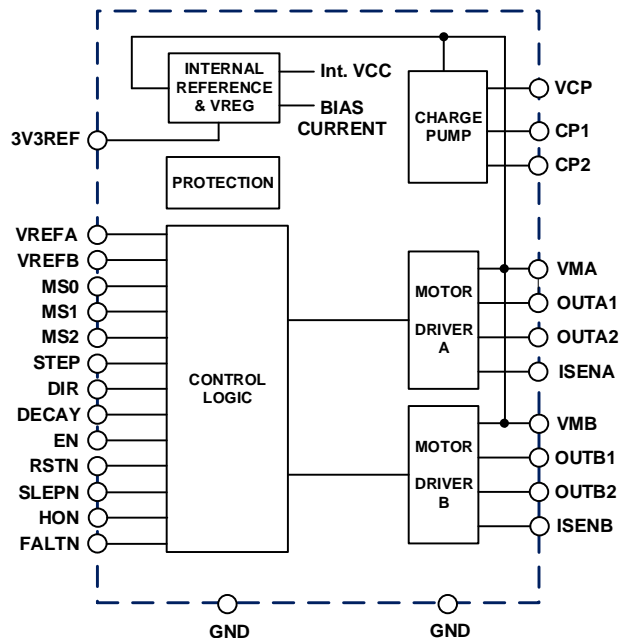 INTERNAL
REFERENCE
& VREG
Int. VCC
BIAS
CURRENT
CHARGE
PUMP
VCP
CP1
CP2
3V3REF
PROTECTION
VREFA
VREFB
MS0
MS1
MS2
STEP
DIR
DECAY
EN
RSTN
SLEPN
HON
FALTN
CONTROL
LOGIC
MOTOR
DRIVER
A
VMA
OUTA1
OUTA2
ISENA
MOTOR
DRIVER
B
VMB
OUTB1
OUTB2
ISENB
GND
GND